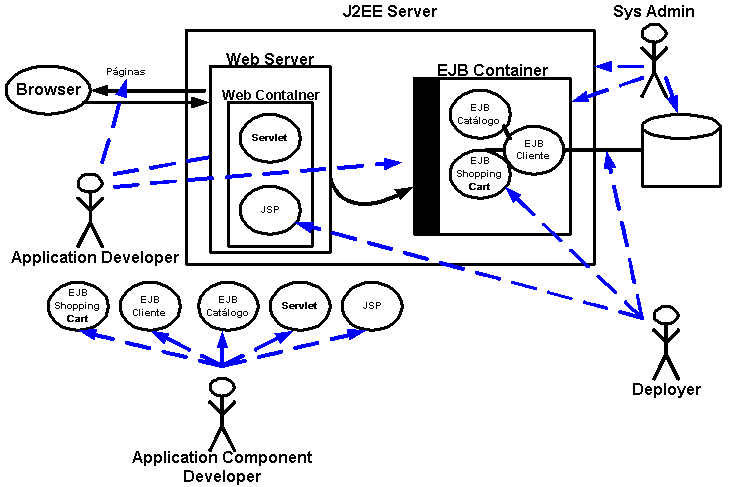 J2EE Server
Sys Admin
Web Server
EJB Container
Páginas
Browser
Web Container
EJB
Catálogo
Servlet
EJB
Cliente
EJB
Shopping
Cart
JSP
Application Developer
EJB
Shopping
Cart
EJB
Cliente
EJB
Catálogo
Servlet
JSP
Deployer
Application Component
Developer